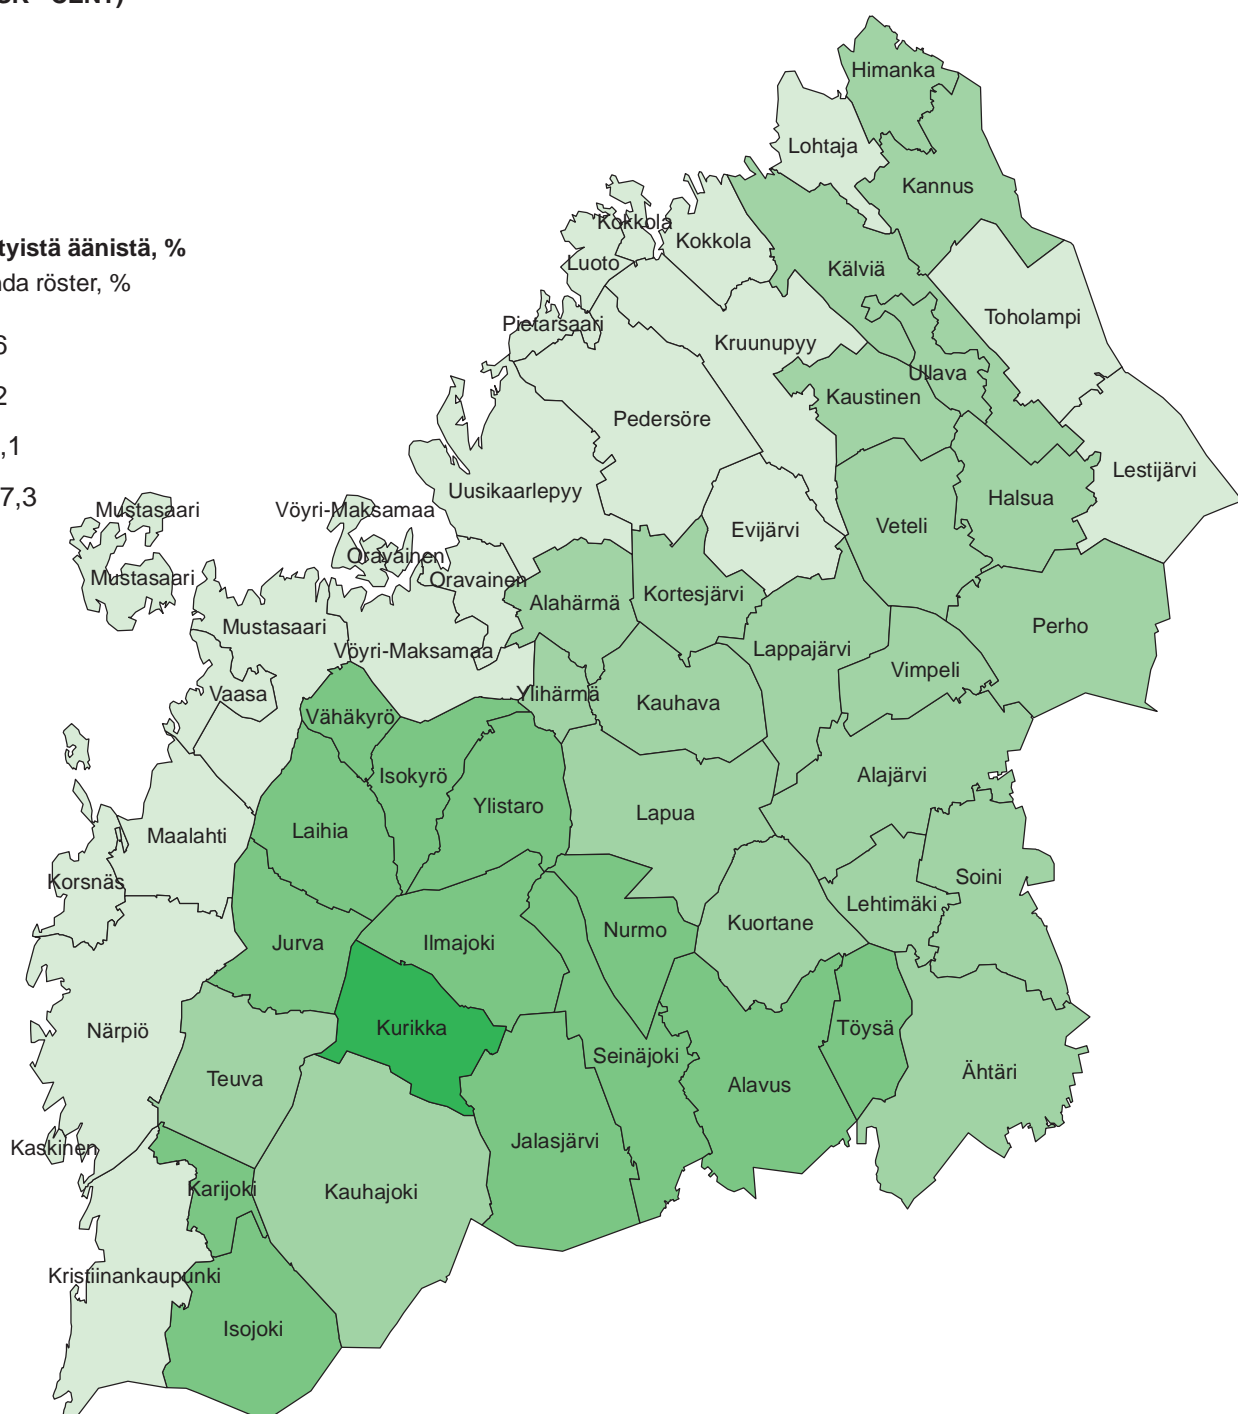 Himanka
Lohtaja
Kannus
Kokkola
Kokkola
tyistä äänistä, %
Luoto
Kälviä
da röster, %
Toholampi
Pietarsaari
Kruunupyy
6
Ullava
2
Kaustinen
Pedersöre
,1
Lestijärvi
Uusikaarlepyy
7,3
Halsua
Mustasaari
Vöyri-Maksamaa
Evijärvi
Veteli
Oravainen
Mustasaari
Oravainen
Alahärmä
Kortesjärvi
Mustasaari
Perho
Vöyri-Maksamaa
Lappajärvi
Vimpeli
Vaasa
Ylihärmä
Kauhava
Vähäkyrö
Isokyrö
Alajärvi
Ylistaro
Lapua
Laihia
Maalahti
Korsnäs
Soini
Lehtimäki
Kuortane
Nurmo
Jurva
Ilmajoki
Kurikka
Närpiö
Töysä
Seinäjoki
Ähtäri
Teuva
Alavus
Jalasjärvi
Kaskinen
Karijoki
Kauhajoki
Kristiinankaupunki
Isojoki